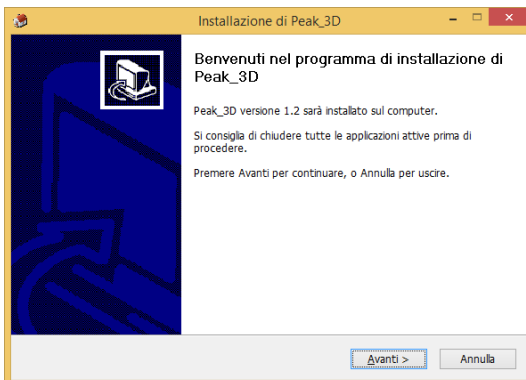 Installazione di Peak_3D
Benvenuti nel programma di installazione di
Peak_3D
Peak_3D versione 1.2 sarà installato sul computer.
Si consiglia di chiudere tutte le applicazioni attive prima di
procedere.
Premere Avanti per continuare, o Annulla per uscire.
Avanti >
Annulla